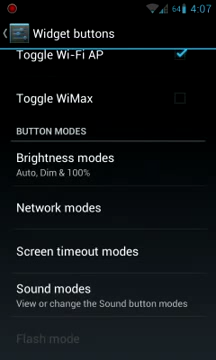 64 4:07
Widget buttons
Toggle Wi-Fi AP
Toggle WiMax
BUTTON MODES
Brightness modes
Auto, Dim & 100%
Network modes
Screen timeout modes
Sound modes
View or change the Sound button modes
Flash mode